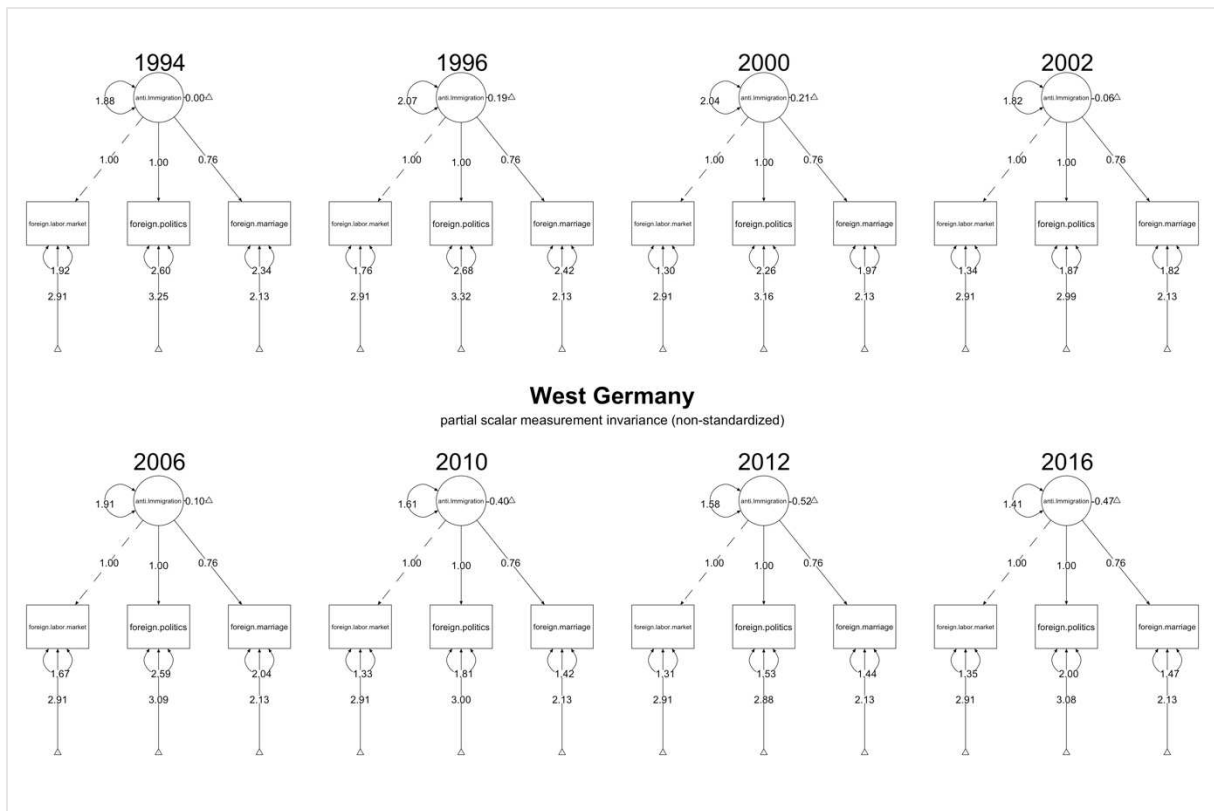 1994 1996 2000 2002
1.88 anti.Immigration -0.00 2.07 anti.Immigration -0.19 2.04 anti.Immigration 0.21 1.82 anti.Immigration -0.06
1.00 1.00 0.76 1.00 1.00 0.76 1.00 1.00 0.76 1.00 1.00 0.76
foreign.labor.market foreign.politics foreign.marriage foreign.labor.market foreign.politics foreign.marriage foreign.labor.market foreign.politics foreign.marriage foreign.labor.market foreign.politics foreign.marriage
1.92 2.60 2.34 1.76 2.68 2.42 1.30 2.26 1.97 1.34 1.87 1.82
2.91 3.25 2.13 2.91 3.32 2.13 2.91 3.16 2.13 2.91 2.99 2.13
West Germany
partial scalar measurement invariance (non-standardized)
2006 2010 2012 2016
1.91 anti.Immigration -0.10 1.61 anti.Immigration -0.40 1.58 anti.Immigration -0.52 1.41 anti.Immigration -0.47
1.00 1.00 0.76 1.00 1.00 0.76 1.00 1.00 0.76 1.00 1.00 0.76
foreign.labor.market foreign.politics foreign.marriage foreign.labor.market foreign.politics foreign.marriage foreign.labor.market foreign.politics foreign.marriage foreign.labor.market foreign.politics foreign.marriage
1.67 2.59 2.04 1.33 1.81 1.42 1.31 1.53 1.44 1.35 2.00 1.47
2.91 3.09 2.13 2.91 3.00 2.13 2.91 2.88 2.13 2.91 3.08 2.13